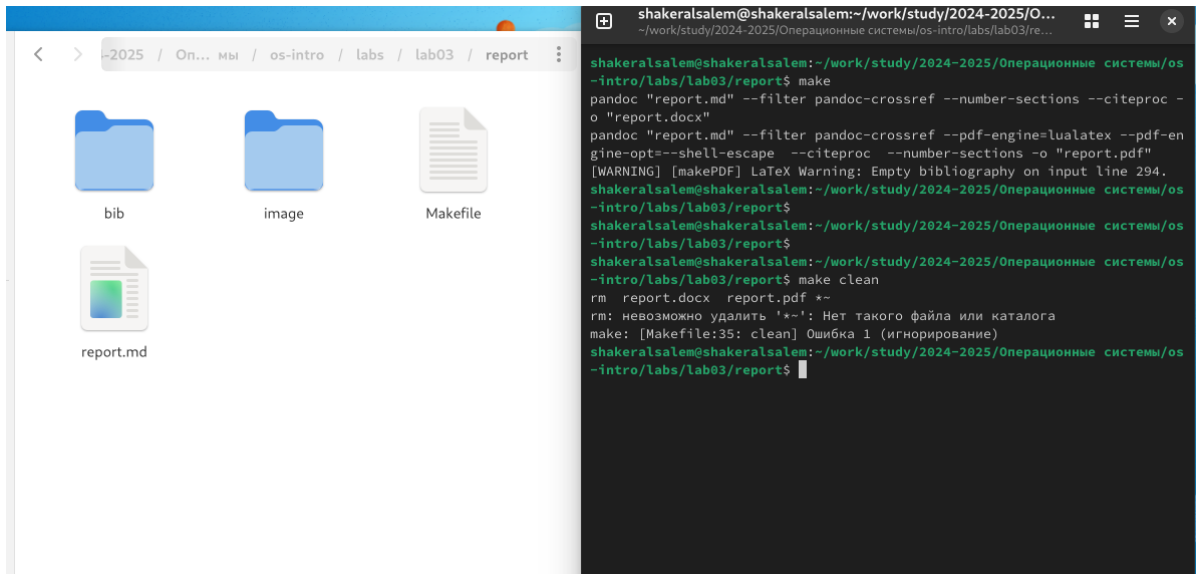 -2025 / Оп... мы / os-intro / labs / lab03 / report
bib
image
Makefile
report.md
shakeralsalem@shakeralsalem:~/work/study/2024-2025/О...
~/work/study/2024-2025/Операционные системы/os-intro/labs/lab03/re...
shakeralsalem@shakeralsalem:~/work/study/2024-2025/Операционные системы/os
-intro/labs/lab03/report$ make
pandoc "report.md" --filter pandoc-crossref --number-sections --citeproc -
o "report.docx"
pandoc "report.md" --filter pandoc-crossref --pdf-engine=lualatex --pdf-en
gine-opt=--shell-escape  --citeproc  --number-sections -o "report.pdf"
[WARNING] [makePDF] LaTeX Warning: Empty bibliography on input line 294.
shakeralsalem@shakeralsalem:~/work/study/2024-2025/Операционные системы/os
-intro/labs/lab03/report$
shakeralsalem@shakeralsalem:~/work/study/2024-2025/Операционные системы/os
-intro/labs/lab03/report$
shakeralsalem@shakeralsalem:~/work/study/2024-2025/Операционные системы/os
-intro/labs/lab03/report$ make clean
rm  report.docx  report.pdf *~
rm: невозможно удалить '*~': Нет такого файла или каталога
make: [Makefile:35: clean] Ошибка 1 (игнорирование)
shakeralsalem@shakeralsalem:~/work/study/2024-2025/Операционные системы/os
-intro/labs/lab03/report$